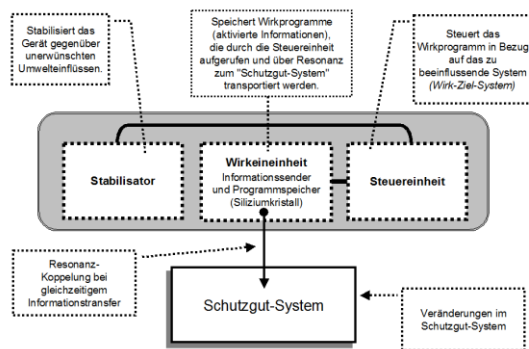 Stabilisiert das
Gerät gegenüber
unerwünschten
Umwelteinflüssen.
Speichert Wirkprogramme
(aktivierte Informationen),
die durch die Steuereinheit
aufgerufen und über Resonanz
zum "Schutzgut-System"
transportiert werden.
Steuert das
Wirkprogramm in Bezug
auf das zu
beeinflussende System
(Wirk-Ziel-System)
Stabilisator
Wirkeineinheit
Informationssender
und Programmspeicher
(Siliziumkristall)
Steuereinheit
Resonanz-
Koppelung bei
gleichzeitigem
Informationstransfer
Schutzgut-System
Veränderungen im
Schutzgut-System